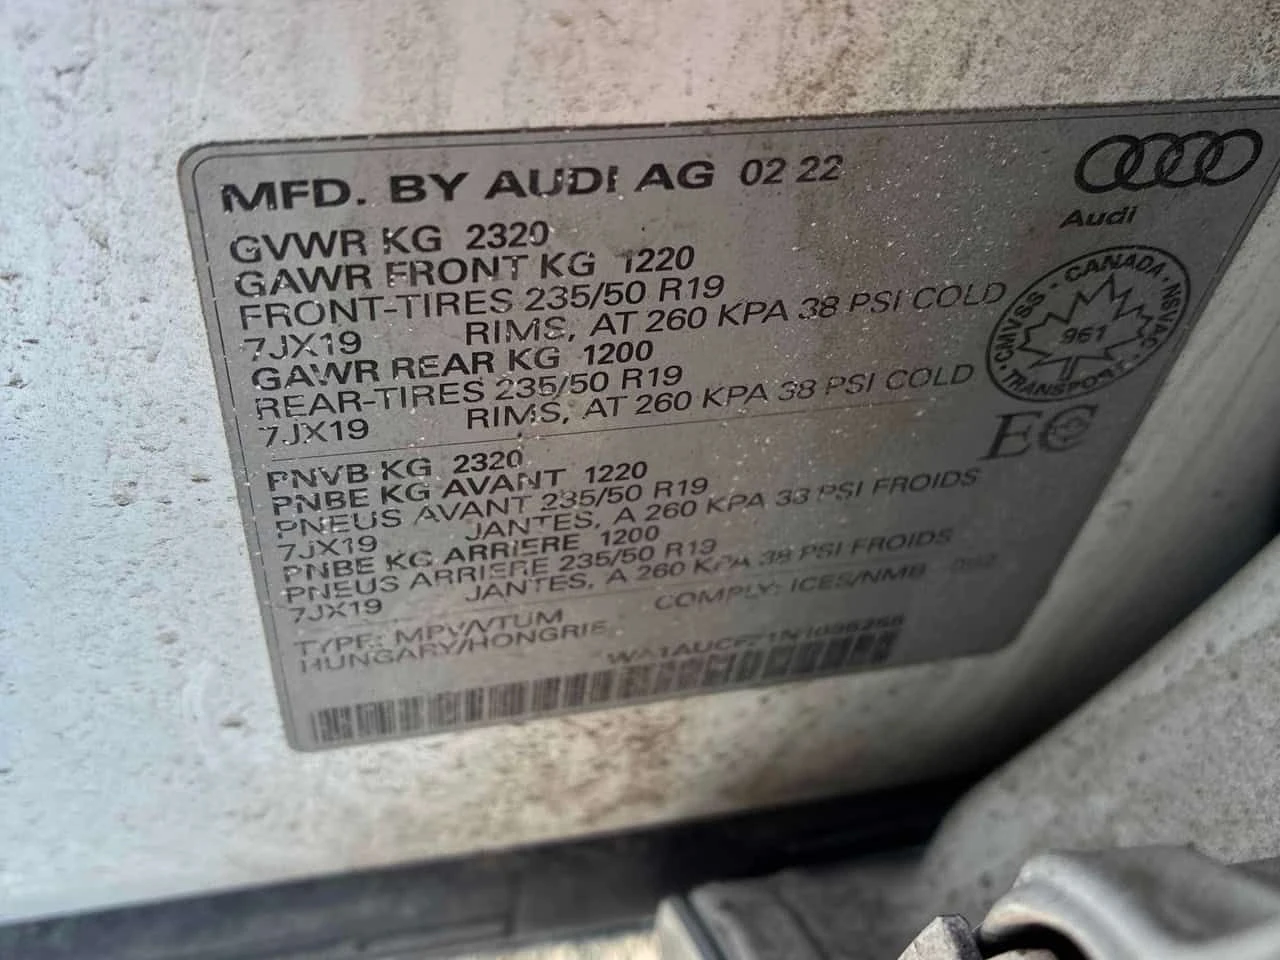 MFD. BY AUDI AG 02 22
Audi
GVWR KG 2320
GAWR FRONT KG 1220
FRONT-TIRES 235/50 R19
7JX19 RIMS, AT 260 KPA 38 PSI COLD
GAWR REAR KG 1200
REAR-TIRES 235/50 R19
7JX19 RIMS, AT 260 KPA 38 PSI COLD
CANADA · NSVAC · TRANSPORT · CMVSS ·
961
EC
PNVB KG 2320
PNBE KG AVANT 1220
PNEUS AVANT 235/50 R19
7JX19 JANTES, A 260 KPA 38 PSI FROIDS
PNBE KG ARRIERE 1200
PNEUS ARRIERE 235/50 R19
7JX19 JANTES, A 260 KPA 38 PSI FROIDS
TYPE: MPV/VTUM COMPLY: ICES/NMB
HUNGARY/HONGRIE